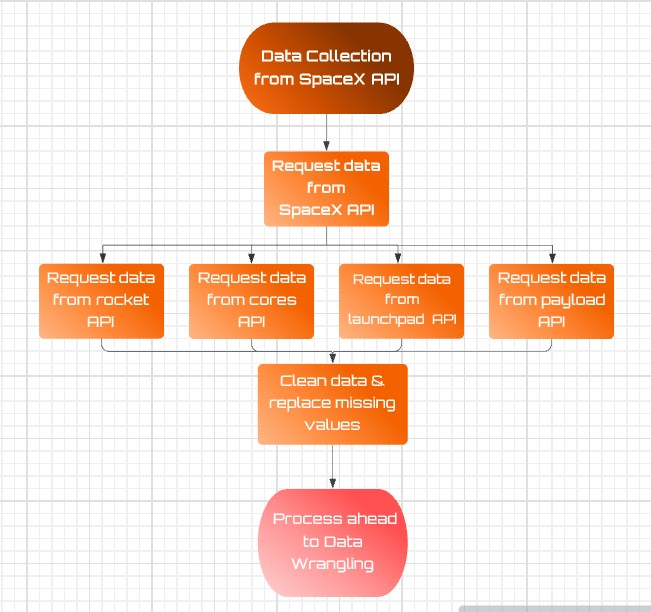 Data Collection
from SpaceX API
Request data
from
SpaceX API
Request data
from rocket
API
Request data
from cores
API
Request data
from
launchpad API
Request data
from payload
API
Clean data &
replace missing
values
Process ahead
to Data
Wrangling